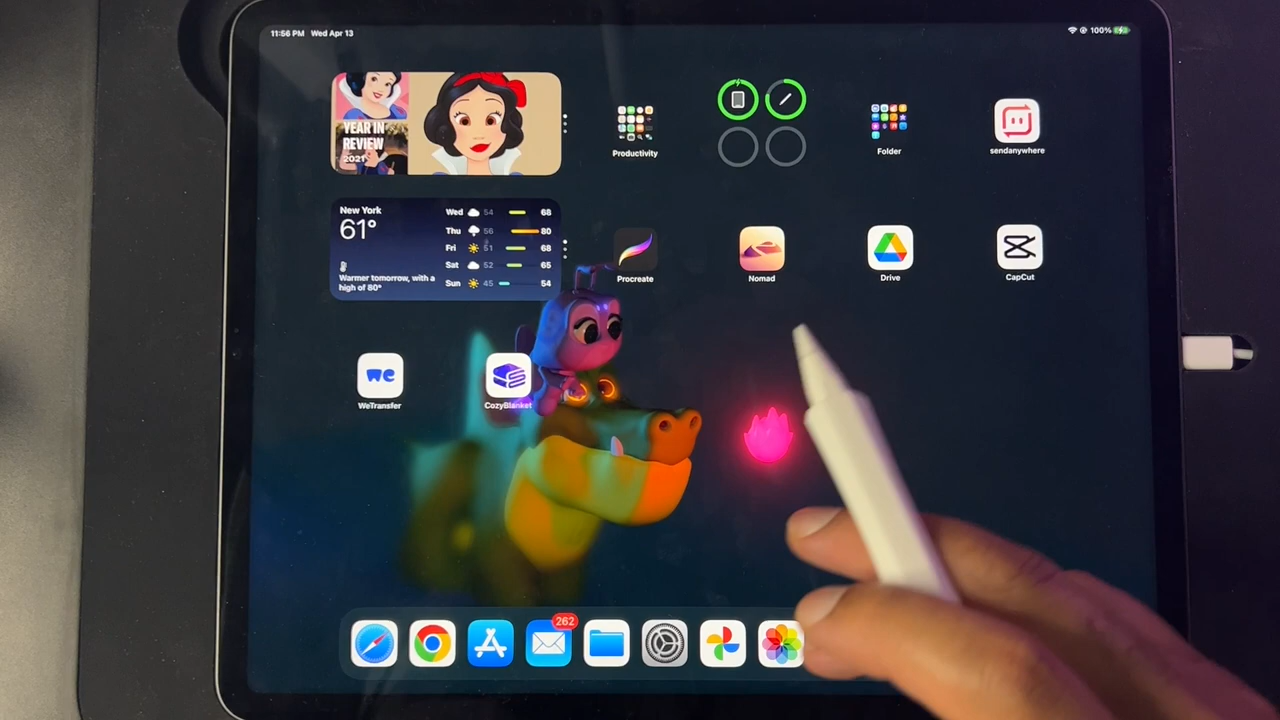 11:56 PM Wed Apr 13
100%
YEAR IN
REVIEW
2021
Productivity
Folder
sendanywhere
New York
61°
Warmer tomorrow, with a
high of 80°
Wed 54 68
Thu 56 80
Fri 51 68
Sat 52 65
Sun 45 54
Procreate
Nomad
Drive
CapCut
we
WeTransfer
CozyBlanket
262